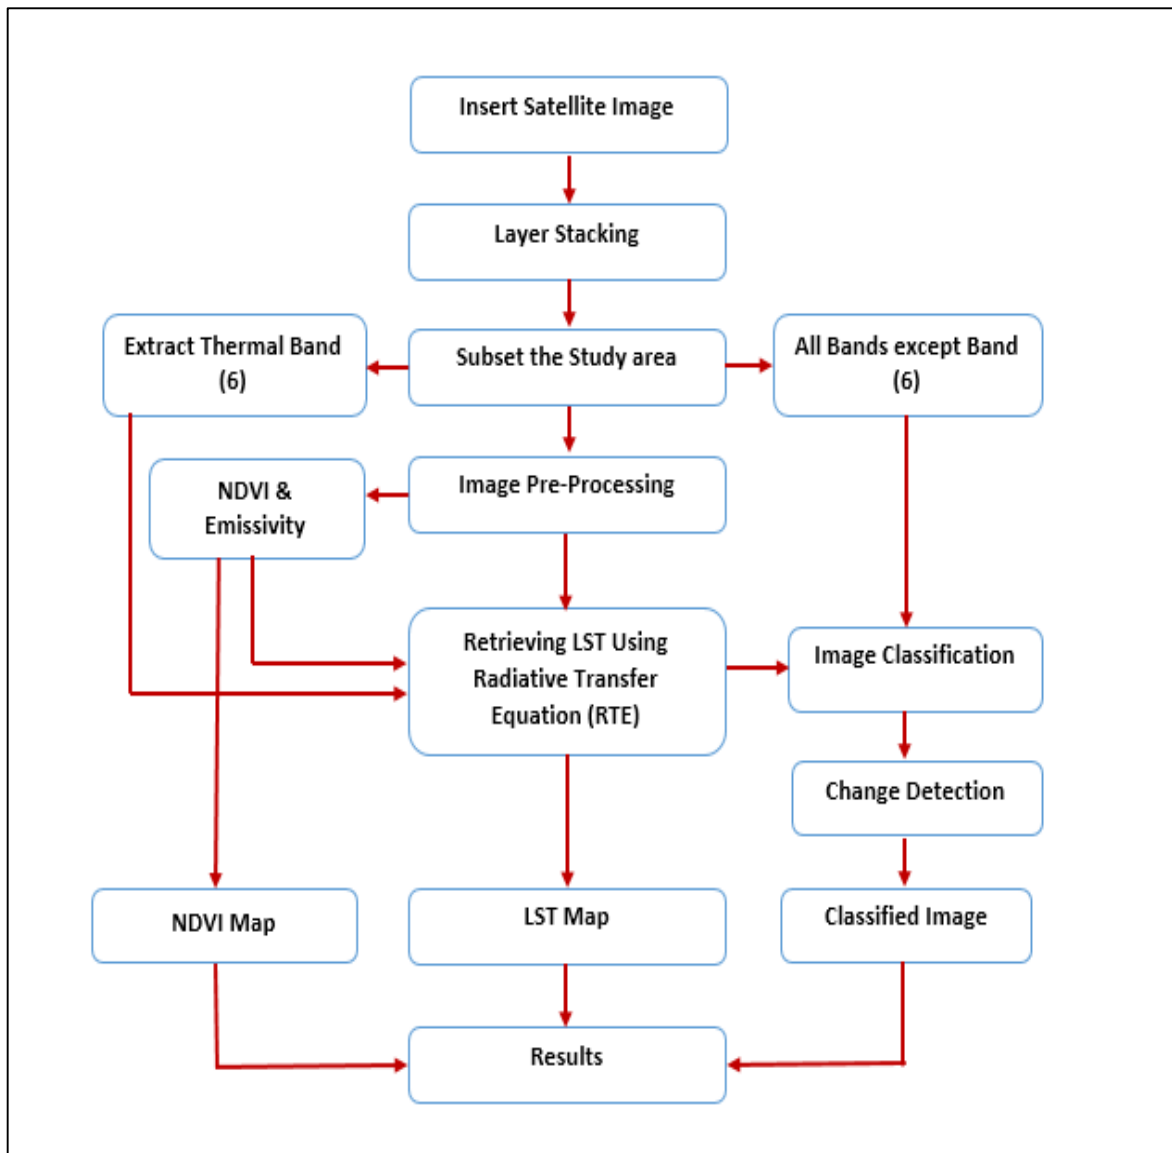 Insert Satellite Image
Layer Stacking
Extract Thermal Band
(6)
Subset the Study area
All Bands except Band
(6)
NDVI &
Emissivity
Image Pre-Processing
Retrieving LST Using
Radiative Transfer
Equation (RTE)
Image Classification
Change Detection
NDVI Map
LST Map
Classified Image
Results